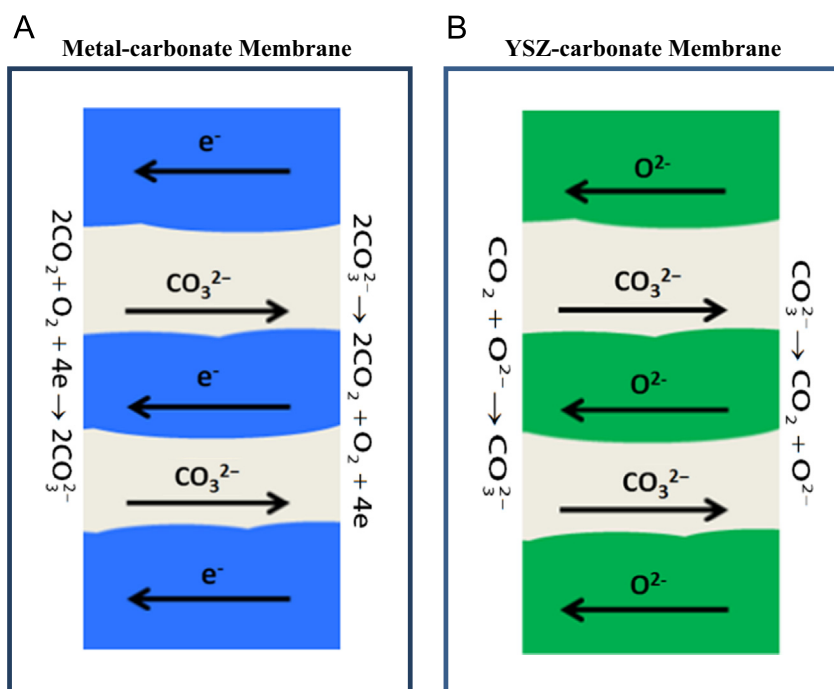 A
Metal-carbonate Membrane
e⁻
2CO₂+ O₂ + 4e → 2CO₃²⁻
CO₃²⁻
e⁻
CO₃²⁻
e⁻
2CO₃²⁻ → 2CO₂ + O₂ + 4e
B
YSZ-carbonate Membrane
O²⁻
CO₂ + O²⁻ → CO₃²⁻
CO₃²⁻
O²⁻
CO₃²⁻
O²⁻
CO₃²⁻ → CO₂ + O²⁻